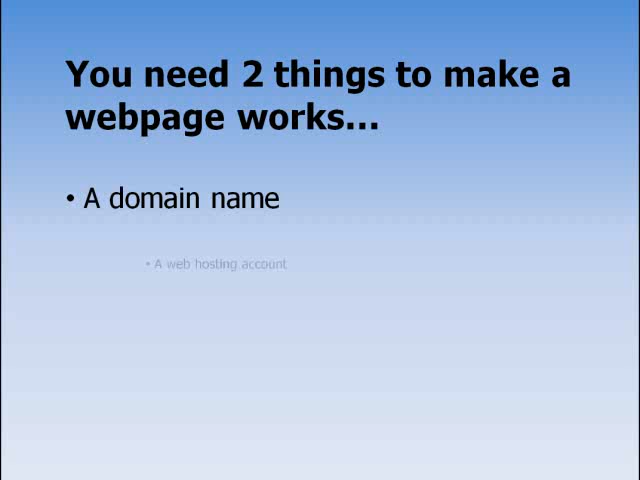 You need 2 things to make a
webpage works...
• A domain name
• A web hosting account